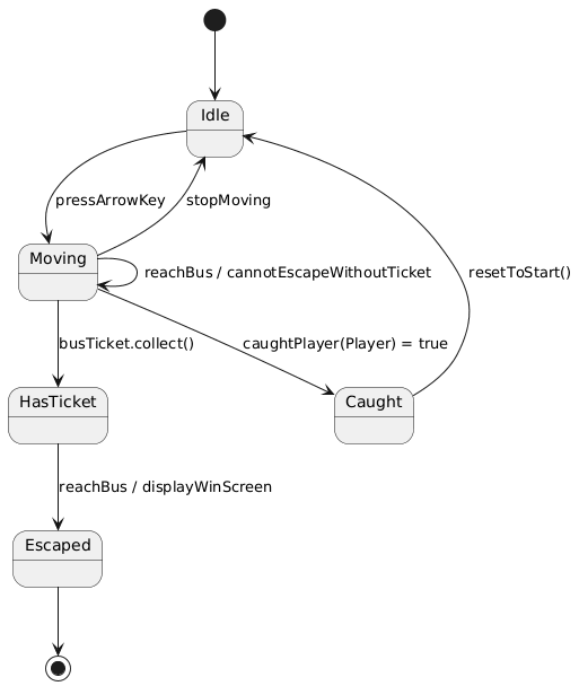 Idle
pressArrowKey
stopMoving
Moving
reachBus / cannotEscapeWithoutTicket
resetToStart()
busTicket.collect()
caughtPlayer(Player) = true
HasTicket
Caught
reachBus / displayWinScreen
Escaped